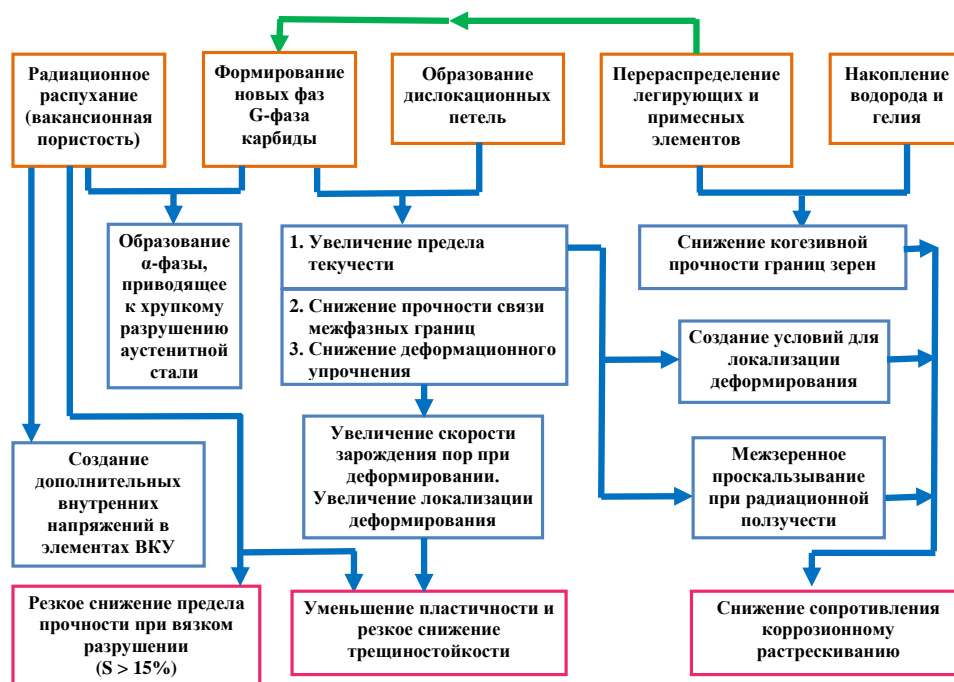 Радиационное
распухание
(вакансионная
пористость)
Формирование
новых фаз
G-фаза
карбиды
Образование
дислокационных
петель
Перераспределение
легирующих и
примесных
элементов
Накопление
водорода и
гелия
Образование
α-фазы,
приводящее
к хрупкому
разрушению
аустенитной
стали
1. Увеличение предела
текучести
2. Снижение прочности связи
межфазных границ
3. Снижение деформационного
упрочнения
Снижение когезивной
прочности границ зерен
Создание условий для
локализации
деформирования
Создание
дополнительных
внутренних
напряжений в
элементах ВКУ
Увеличение скорости
зарождения пор при
деформировании.
Увеличение локализации
деформирования
Межзеренное
проскальзывание
при радиационной
ползучести
Резкое снижение предела
прочности при вязком
разрушении
(S > 15%)
Уменьшение пластичности и
резкое снижение
трещиностойкости
Снижение сопротивления
коррозионному
растрескиванию